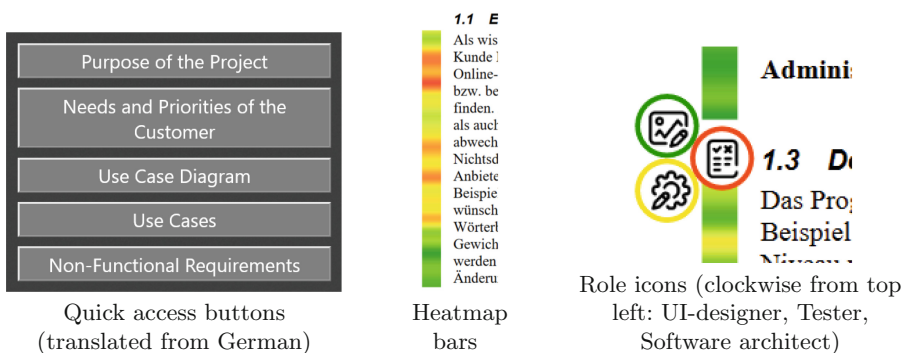 Purpose of the Project
Needs and Priorities of the
Customer
Use Case Diagram
Use Cases
Non-Functional Requirements
Quick access buttons
(translated from German)
1.1 E
Als wis
Kunde
Online-
bzw. be
finden.
als auch
abwech
Nichtsd
Anbiete
Beispie
wünsch
Wörterb
Gewich
werden
Änderu
Heatmap
bars
Adminis
1.3 De
Das Prog
Beispiel
Niveau
Role icons (clockwise from top
left: UI-designer, Tester,
Software architect)